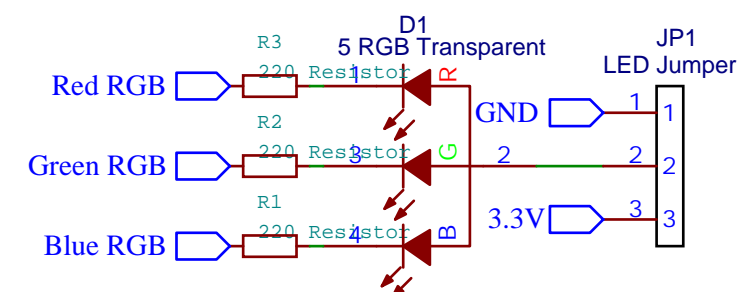 D1
5 RGB Transparent
JP1
LED Jumper
R3
220 Resistor
Red RGB
1
R
GND
1
1
R2
220 Resistor
Green RGB
3
G
2
2
2
R1
220 Resistor
Blue RGB
4
B
3.3V
3
3